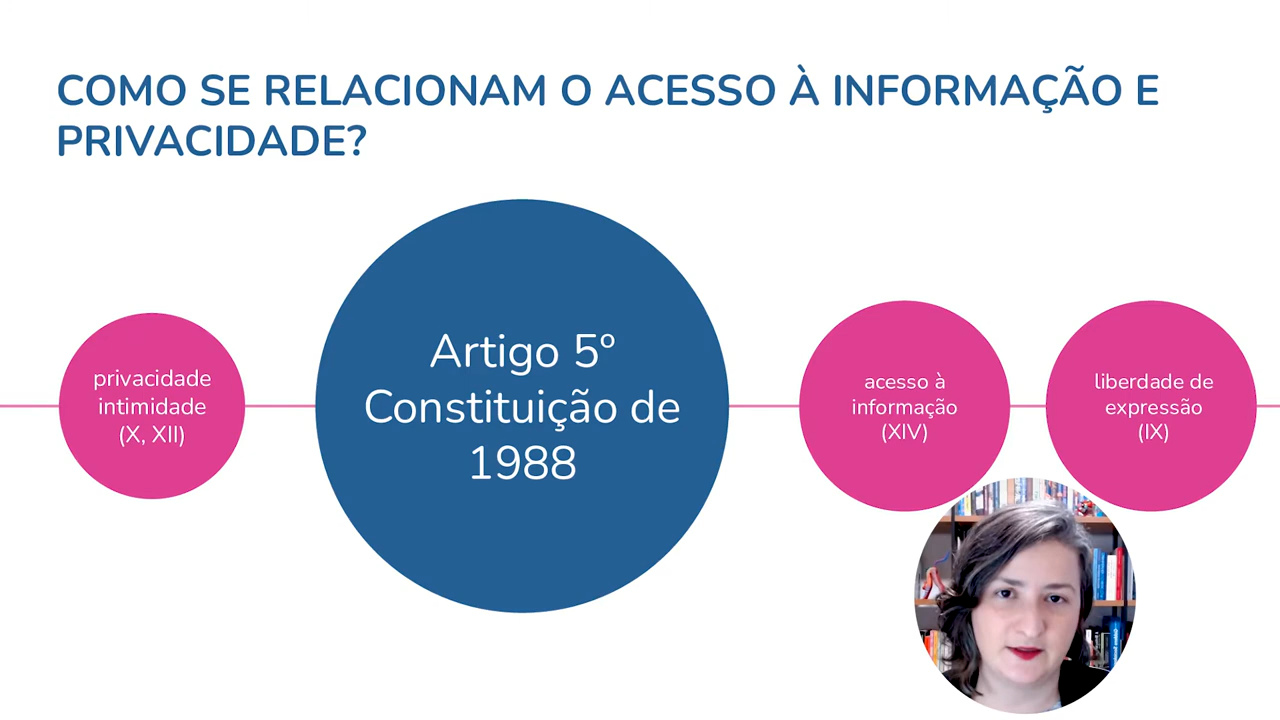 COMO SE RELACIONAM O ACESSO À INFORMAÇÃO E
PRIVACIDADE?
privacidade
intimidade
(X, XII)
Artigo 5º
Constituição de
1988
acesso à
informação
(XIV)
liberdade de
expressão
(IX)